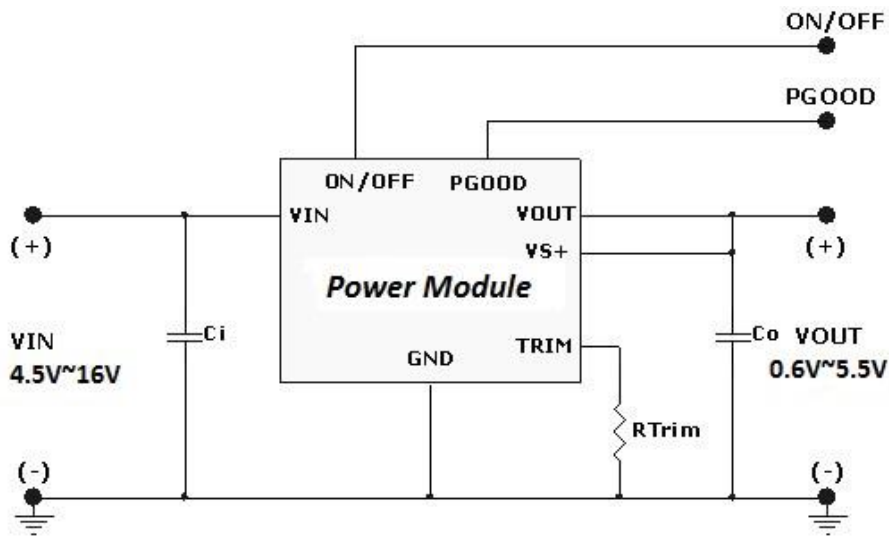 ON/OFF
PGOOD
ON/OFF PGOOD
VIN VOUT
(+) VS+ (+)
Power Module
VIN Ci TRIM Co VOUT
4.5V~16V GND 0.6V~5.5V
RTrim
(-) (-)